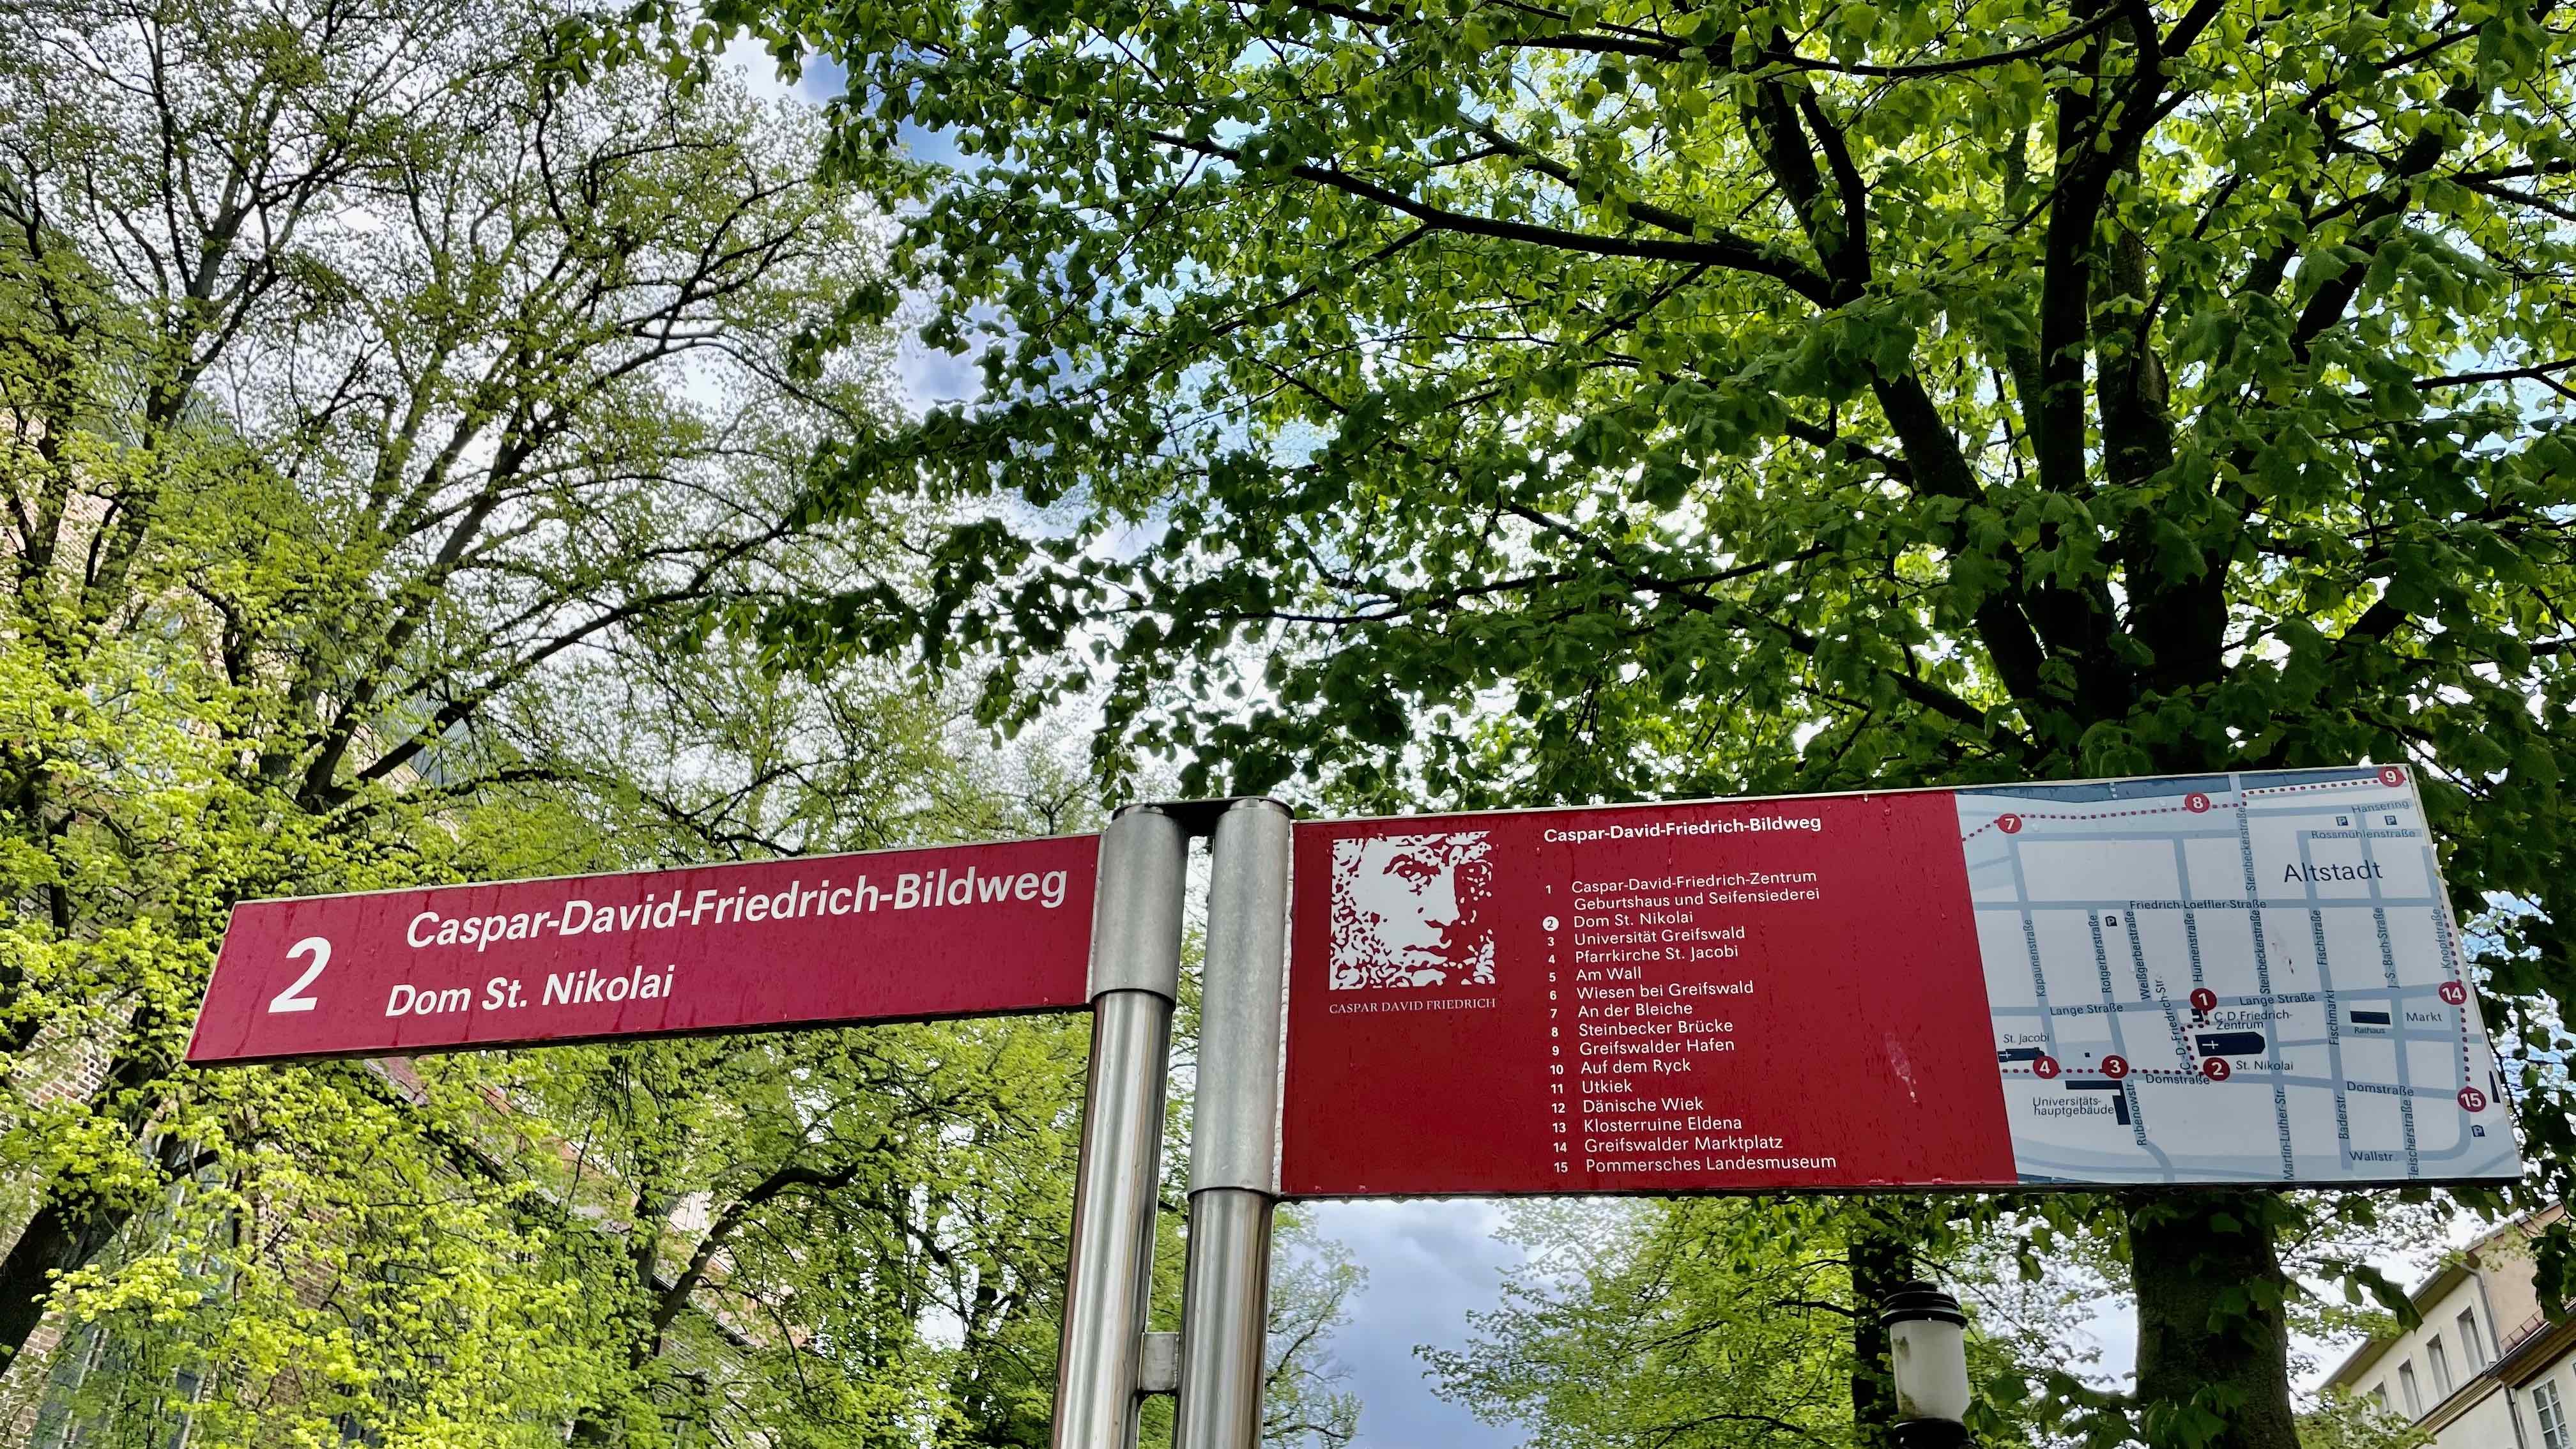 2
Caspar-David-Friedrich-Bildweg
Dom St. Nikolai
CASPAR DAVID FRIEDRICH
Caspar-David-Friedrich-Bildweg
1 Caspar-David-Friedrich-Zentrum
Geburtshaus und Seifensiederei
2 Dom St. Nikolai
3 Universität Greifswald
4 Pfarrkirche St. Jacobi
5 Am Wall
6 Wiesen bei Greifswald
7 An der Bleiche
8 Steinbecker Brücke
9 Greifswalder Hafen
10 Auf dem Ryck
11 Utkiek
12 Dänische Wiek
13 Klosterruine Eldena
14 Greifswalder Marktplatz
15 Pommersches Landesmuseum
9
8
7
Hansering
P P
Rossmühlenstraße
Steinbeckerstraße
Altstadt
Friedrich-Loeffler-Straße
P
Kapaunenstraße
Rotgerberstraße
Weißgerberstraße
Hunnenstraße
Steinbeckerstraße
Fischstraße
J.-S.-Bach-Straße
Knopfstraße
14
1
Lange Straße
Lange Straße
C.D.Friedrich-
Zentrum
C.-D.-Friedrich-Str.
Fischmarkt
Markt
Rathaus
St. Jacobi
4
3
2
St. Nikolai
Domstraße
Domstraße
15
Universitäts-
hauptgebäude
Rubenowstr.
Martin-Luther-Str.
Baderstr.
Fleischerstraße
P
Wallstr.